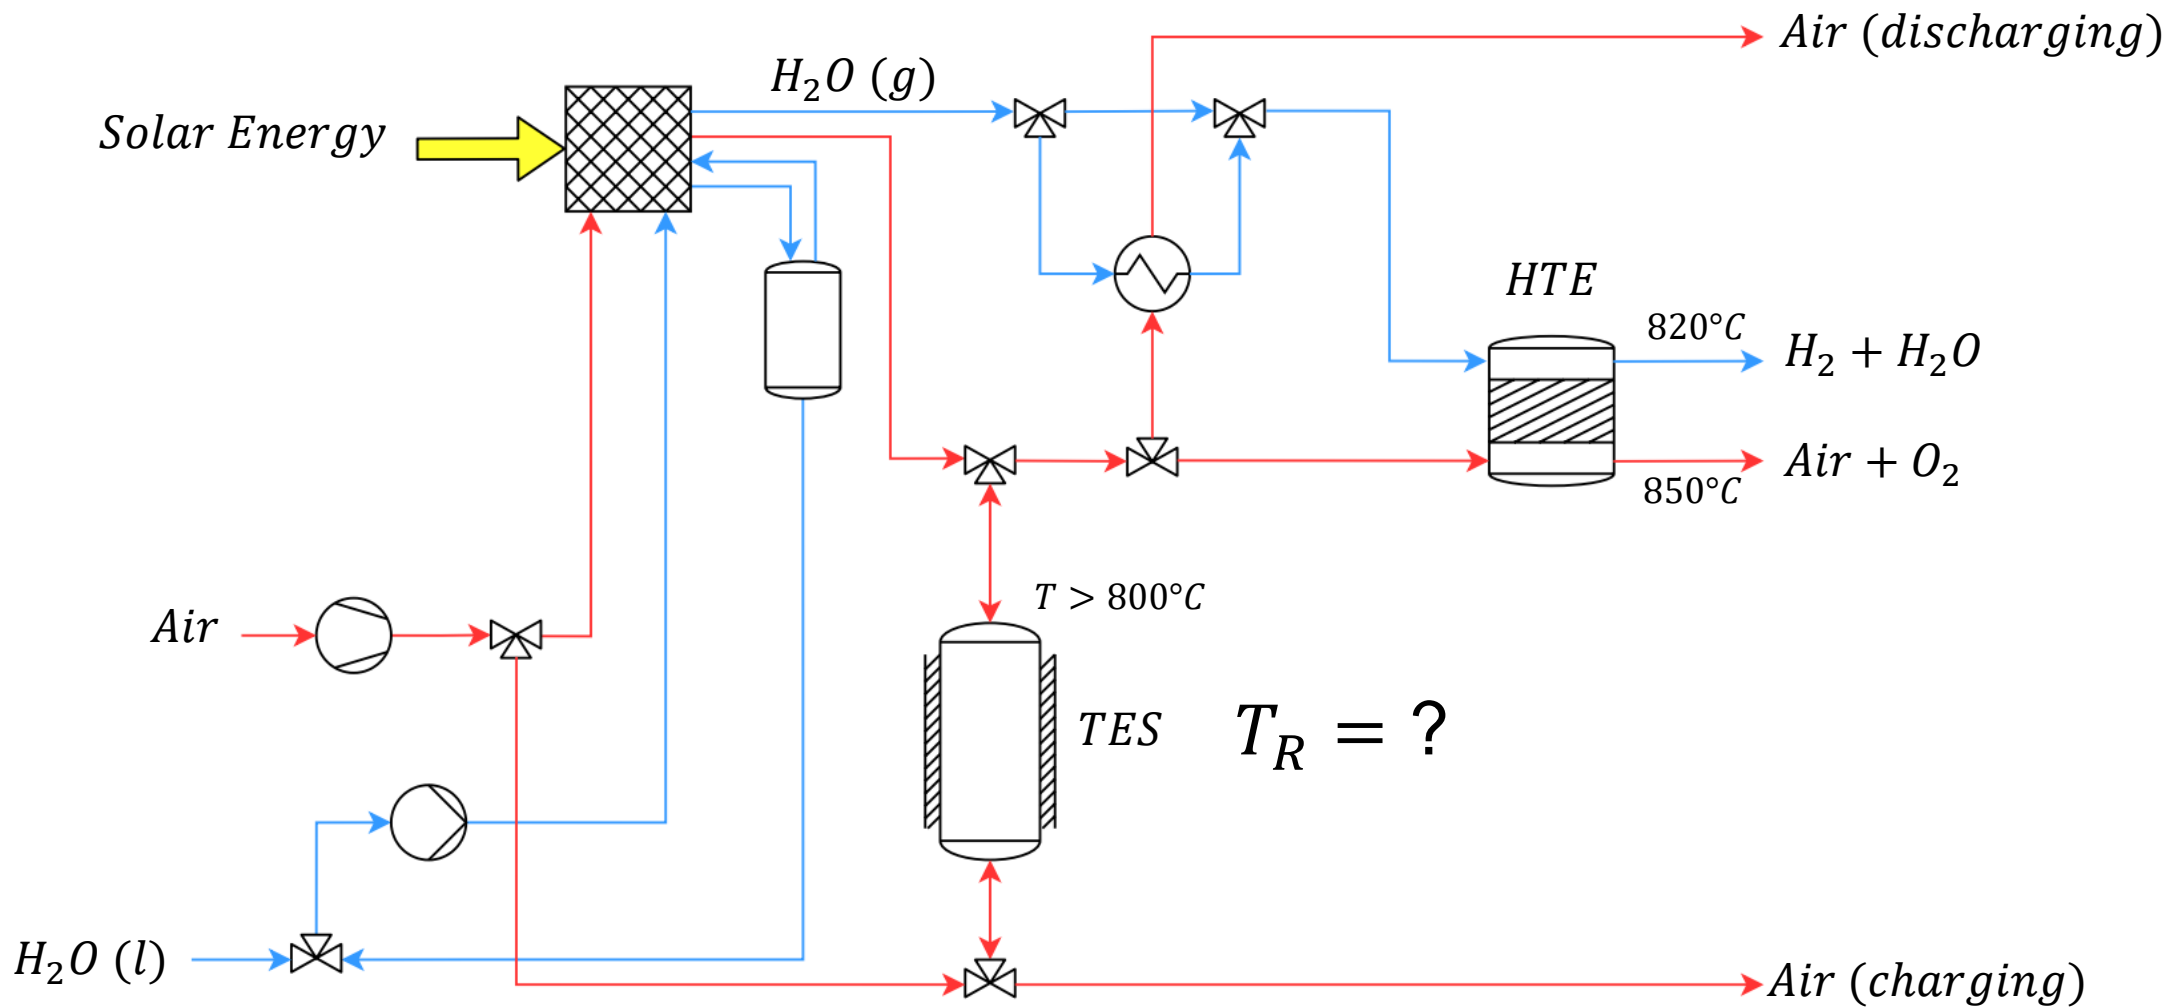 Air (discharging)
H₂O (g)
Solar Energy
HTE
820°C
H₂ + H₂O
Air + O₂
850°C
T > 800°C
Air
TES
T_R = ?
H₂O (l)
Air (charging)